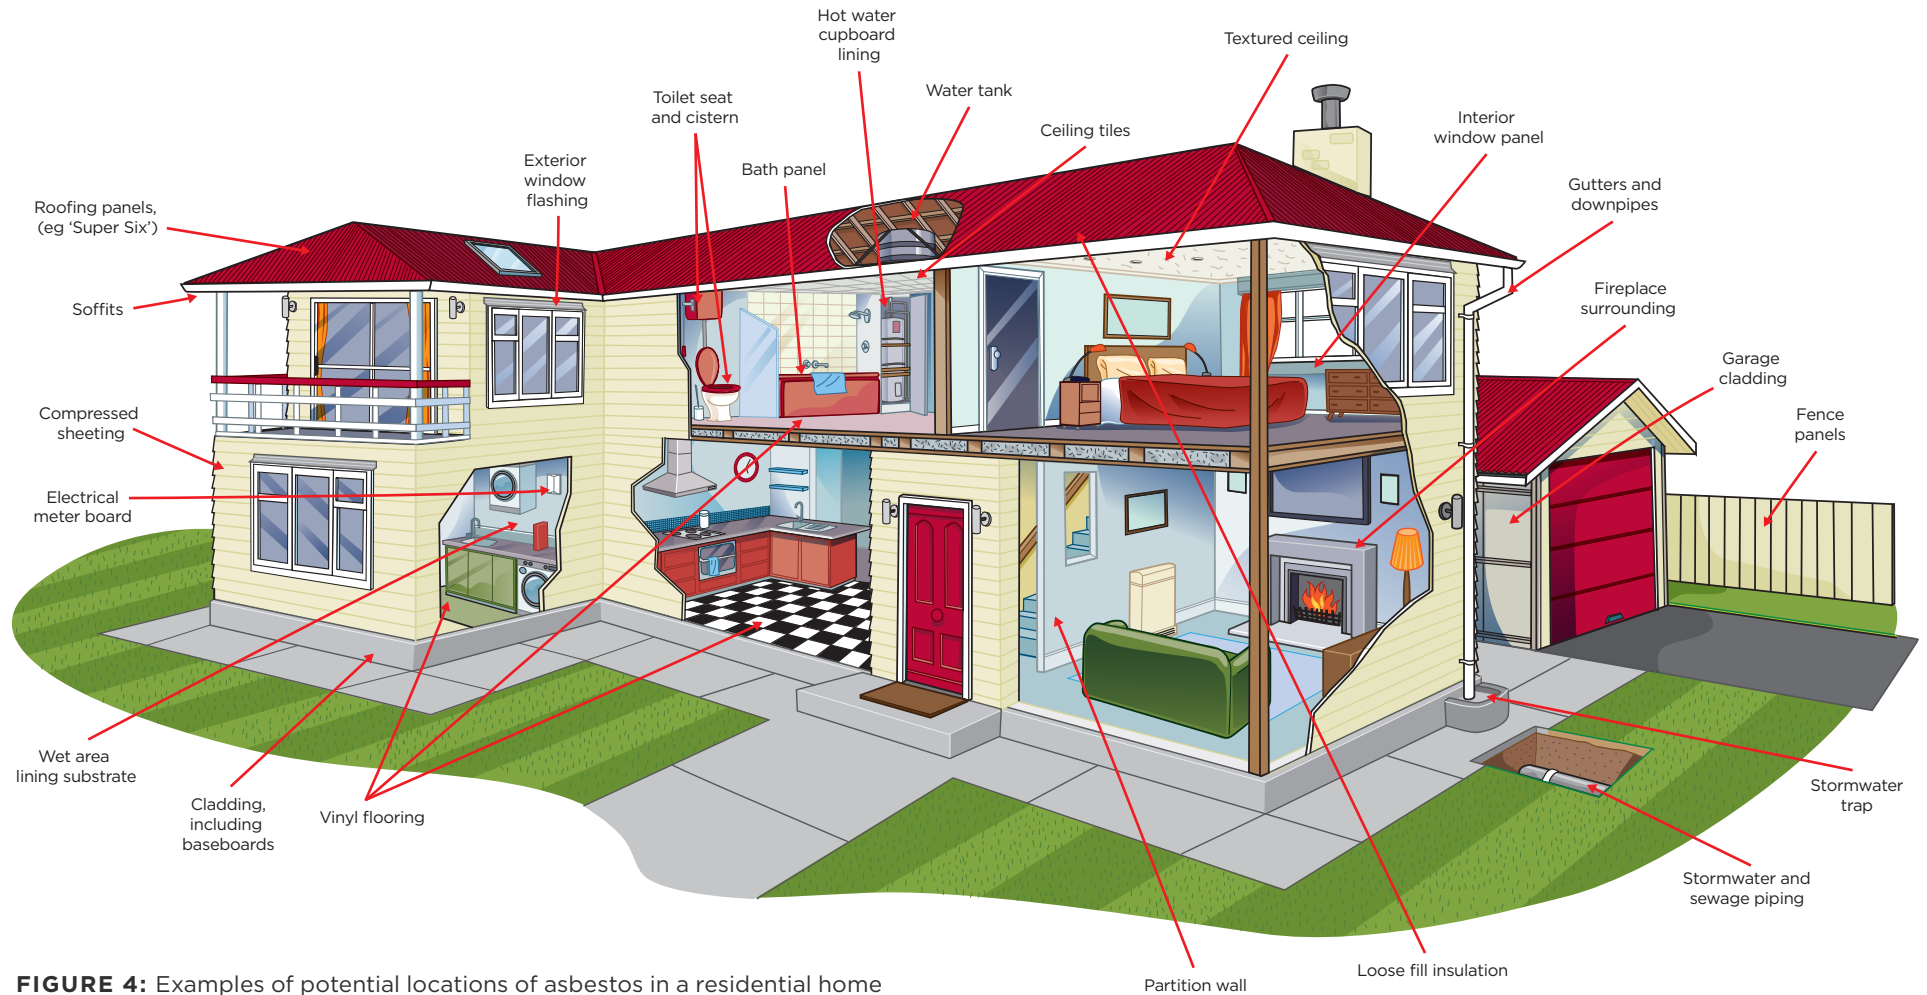 Hot water
cupboard
lining
Textured ceiling
Water tank
Toilet seat
and cistern
Ceiling tiles
Interior
window panel
Exterior
window
flashing
Bath panel
Gutters and
downpipes
Roofing panels,
(eg ‘Super Six’)
Soffits
Fireplace
surrounding
Garage
cladding
Compressed
sheeting
Fence
panels
Electrical
meter board
Wet area
lining substrate
Cladding,
including
baseboards
Vinyl flooring
Stormwater
trap
Stormwater and
sewage piping
Loose fill insulation
Partition wall
FIGURE 4: Examples of potential locations of asbestos in a residential home